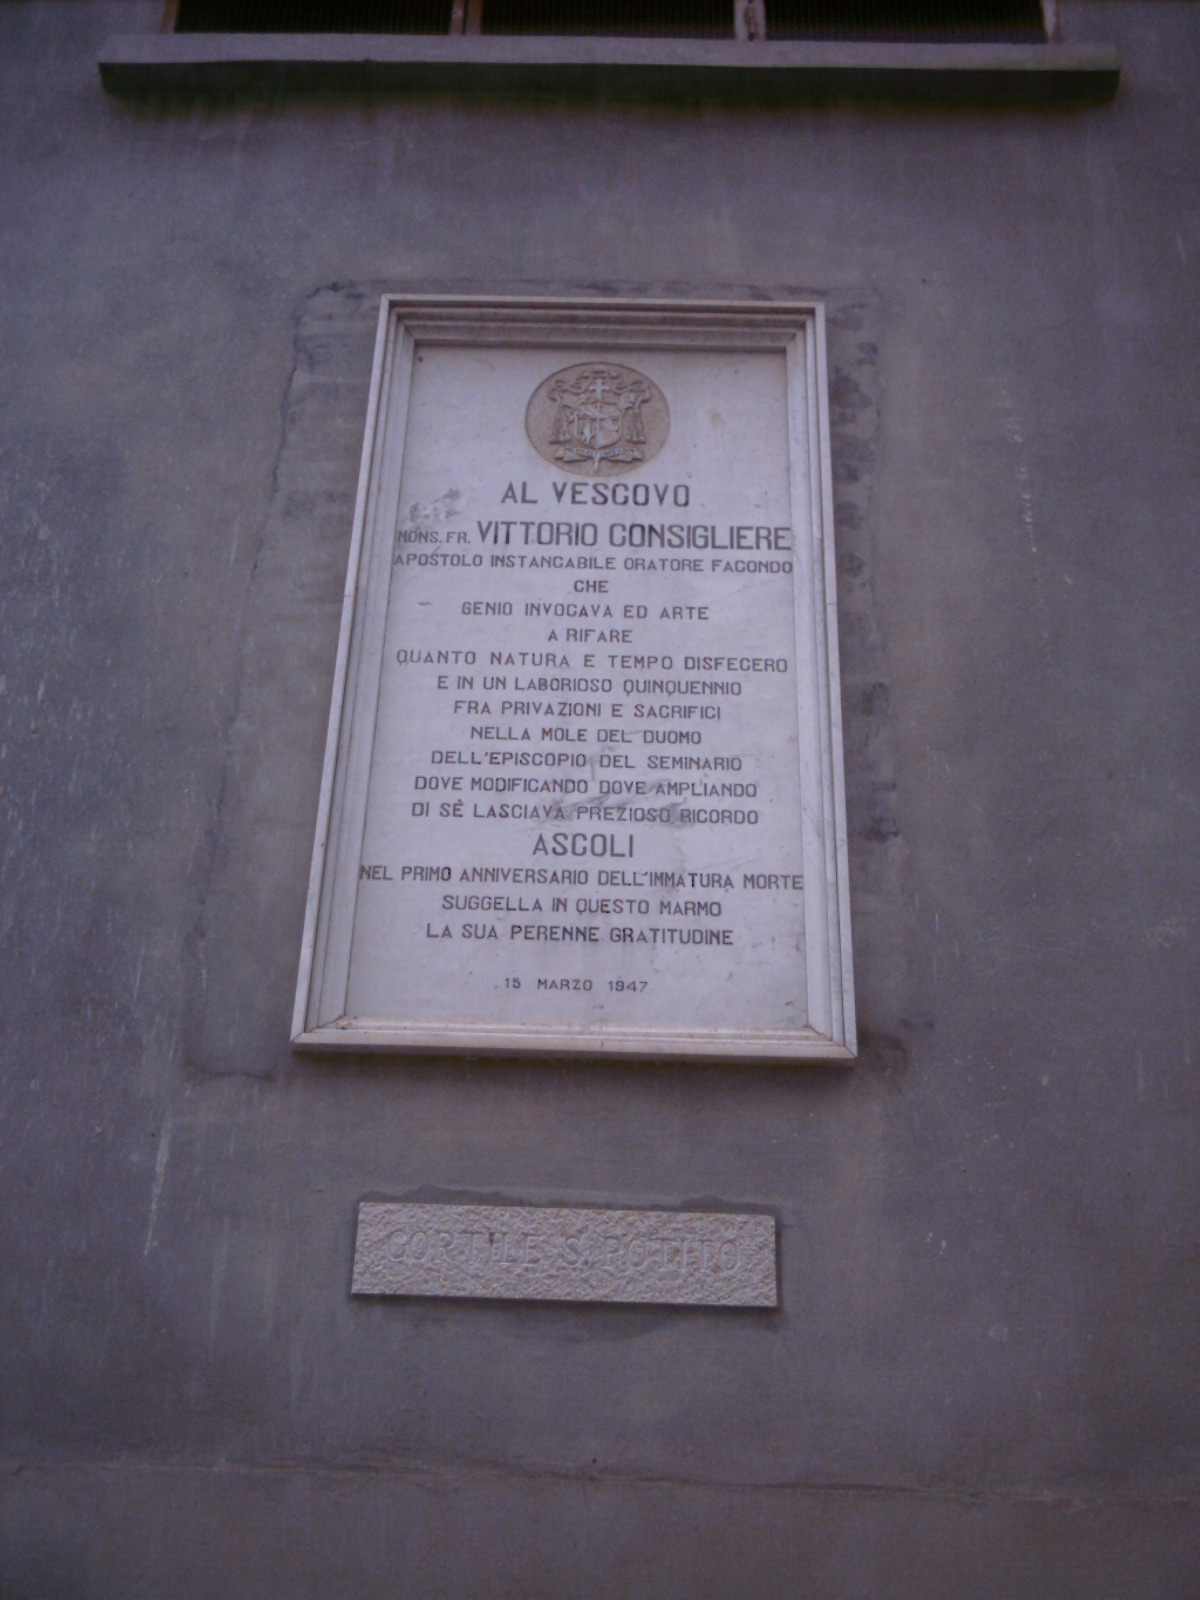 AL VESCOVO
MONS. FR. VITTORIO CONSIGLIERE
APOSTOLO INSTANCABILE ORATORE FACONDO
CHE
GENIO INVOCAVA ED ARTE
A RIFARE
QUANTO NATURA E TEMPO DISFECERO
E IN UN LABORIOSO QUINQUENNIO
FRA PRIVAZIONI E SACRIFICI
NELLA MOLE DEL DUOMO
DELL'EPISCOPIO DEL SEMINARIO
DOVE MODIFICANDO DOVE AMPLIANDO
DI SÈ LASCIAVA PREZIOSO RICORDO
ASCOLI
NEL PRIMO ANNIVERSARIO DELL'IMMATURA MORTE
SUGGELLA IN QUESTO MARMO
LA SUA PERENNE GRATITUDINE
15 MARZO 1947
CORTILE S. POTITO